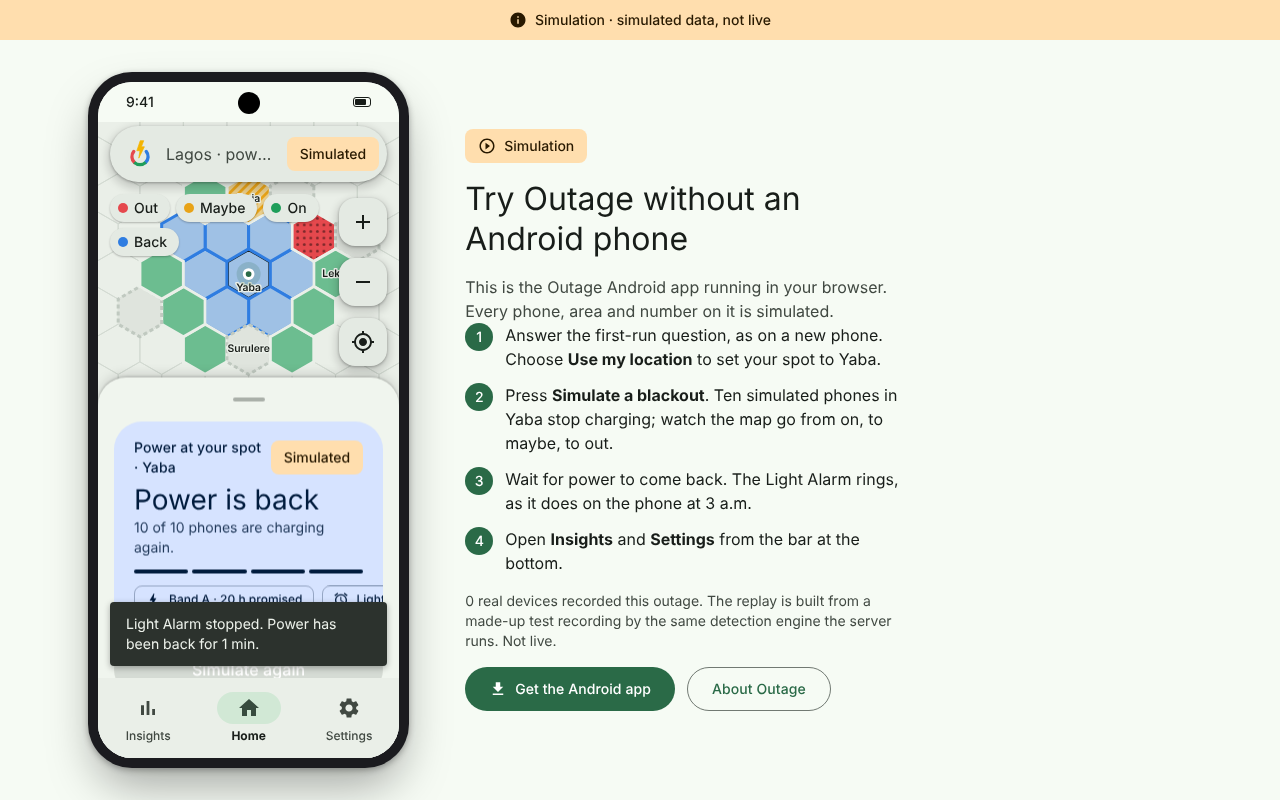 Simulation · simulated data, not live
9:41
Lagos · pow...
Simulated
Out
Maybe
On
Back
Yaba
Surulere
Power at your spot
· Yaba
Simulated
Power is back
10 of 10 phones are charging
again.
Band A · 20 h promised
Light Alarm stopped. Power has
been back for 1 min.
Simulate again
Insights
Home
Settings
Simulation
Try Outage without an
Android phone
This is the Outage Android app running in your browser.
Every phone, area and number on it is simulated.
1 Answer the first-run question, as on a new phone.
Choose Use my location to set your spot to Yaba.
2 Press Simulate a blackout. Ten simulated phones in
Yaba stop charging; watch the map go from on, to
maybe, to out.
3 Wait for power to come back. The Light Alarm rings,
as it does on the phone at 3 a.m.
4 Open Insights and Settings from the bar at the
bottom.
0 real devices recorded this outage. The replay is built from a
made-up test recording by the same detection engine the server
runs. Not live.
Get the Android app
About Outage